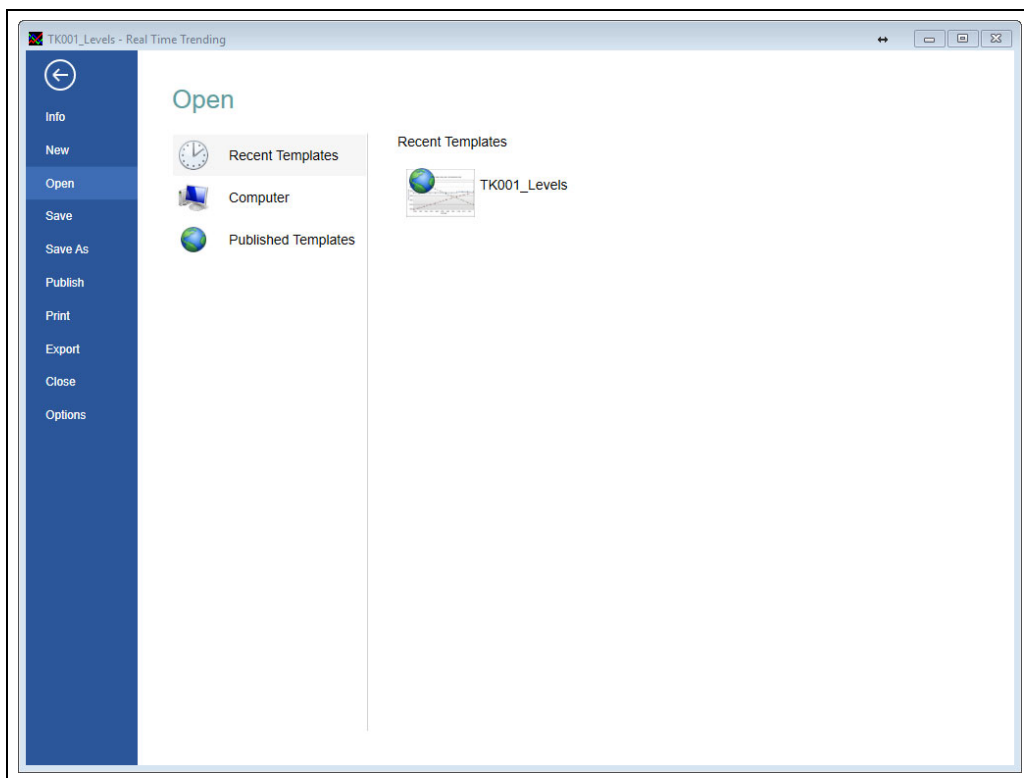 TK001_Levels - Real Time Trending
Info
New
Open
Save
Save As
Publish
Print
Export
Close
Options
Open
Recent Templates
Computer
Published Templates
Recent Templates
TK001_Levels